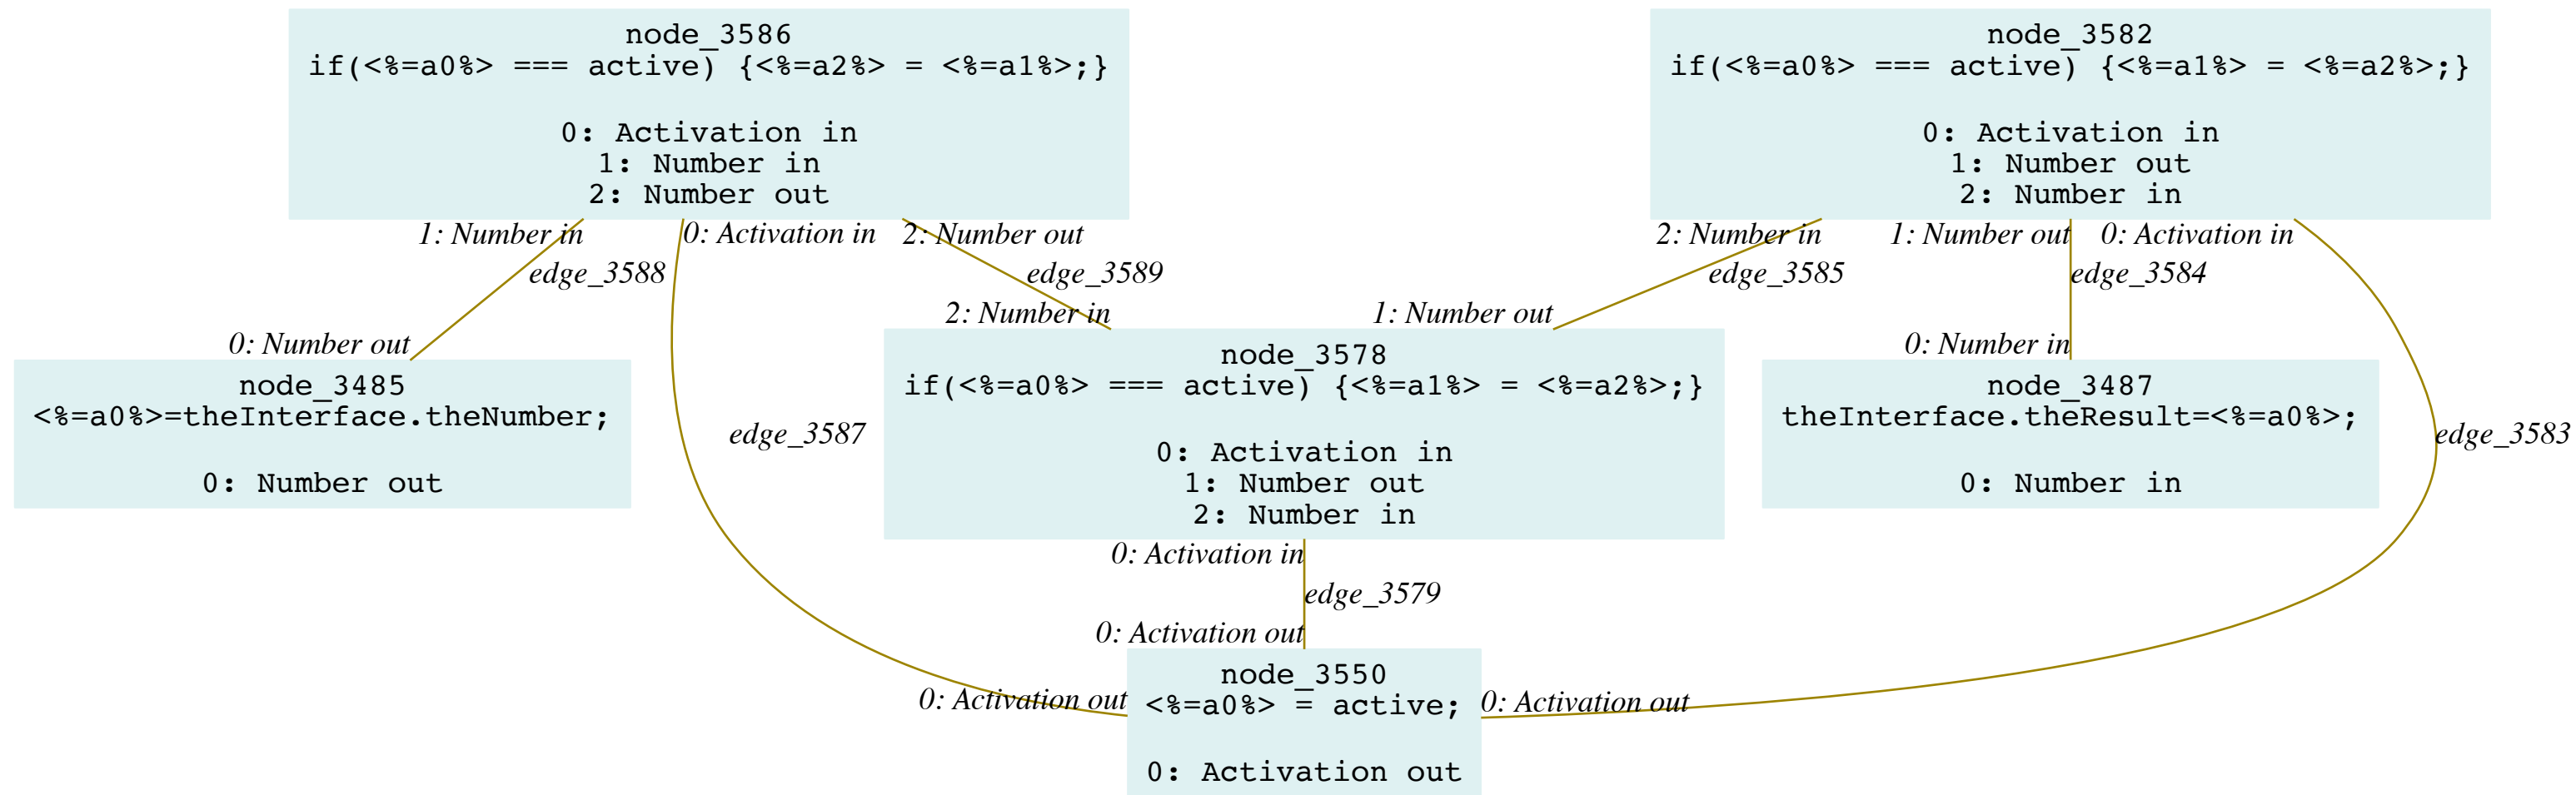 node_3586
if(<%=a0%> === active) {<%=a2%> = <%=a1%>;}
0: Activation in
1: Number in
2: Number out
node_3582
if(<%=a0%> === active) {<%=a1%> = <%=a2%>;}
0: Activation in
1: Number out
2: Number in
1: Number in
0: Activation in
2: Number out
2: Number in
1: Number out
0: Activation in
edge_3588
edge_3589
edge_3585
edge_3584
0: Number out
2: Number in
1: Number out
0: Number in
node_3485
<%=a0%>=theInterface.theNumber;
0: Number out
edge_3587
node_3578
if(<%=a0%> === active) {<%=a1%> = <%=a2%>;}
0: Activation in
1: Number out
2: Number in
node_3487
theInterface.theResult=<%=a0%>;
0: Number in
edge_3583
0: Activation in
edge_3579
0: Activation out
0: Activation out
node_3550
<%=a0%> = active;
0: Activation out
0: Activation out